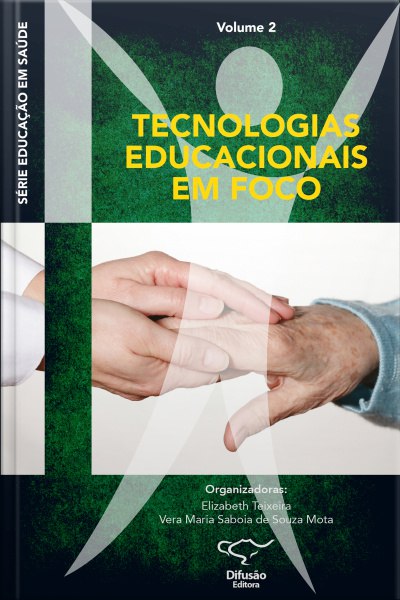 SÉRIE EDUCAÇÃO EM SAÚDE
Volume 2
TECNOLOGIAS
EDUCACIONAIS
EM FOCO
Organizadoras:
Elizabeth Teixeira
Vera Maria Saboia de Souza Mota
Difusão
Editora